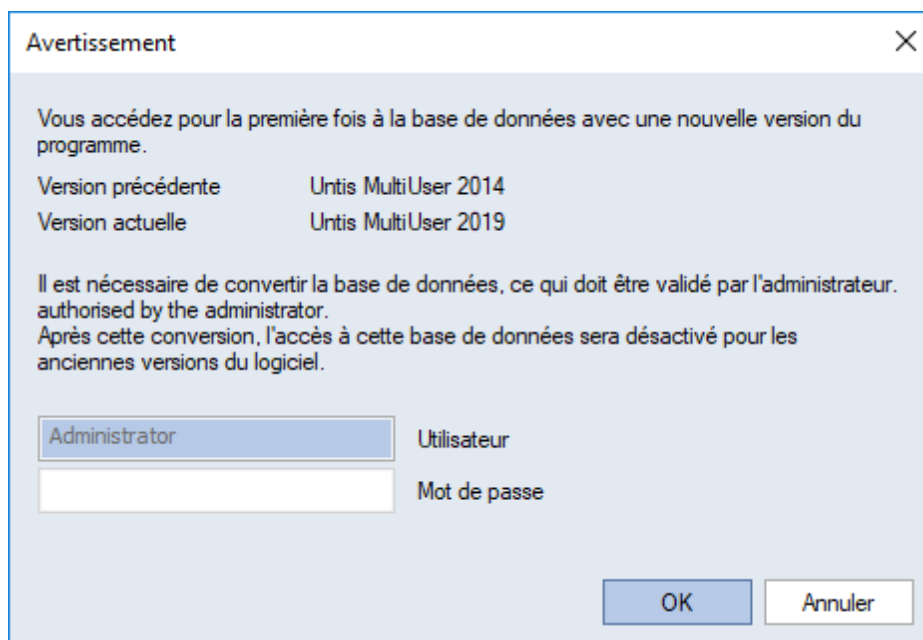 Avertissement
Vous accédez pour la première fois à la base de données avec une nouvelle version du
programme.
Version précédente Untis MultiUser 2014
Version actuelle Untis MultiUser 2019
Il est nécessaire de convertir la base de données, ce qui doit être validé par l'administrateur.
authorised by the administrator.
Après cette conversion, l'accès à cette base de données sera désactivé pour les
anciennes versions du logiciel.
Administrator Utilisateur
Mot de passe
OK Annuler